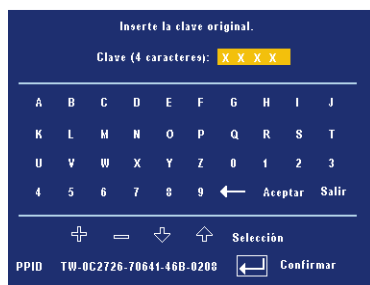 Inserte la clave original.
Clave (4 caracteres): X X X X
A B C D E F G H I J
K L M N O P Q R S T
U V W X Y Z 0 1 2 3
4 5 6 7 8 9 Aceptar Salir
Selección
PPID TW-0C2726-70641-46B-0208 Confirmar